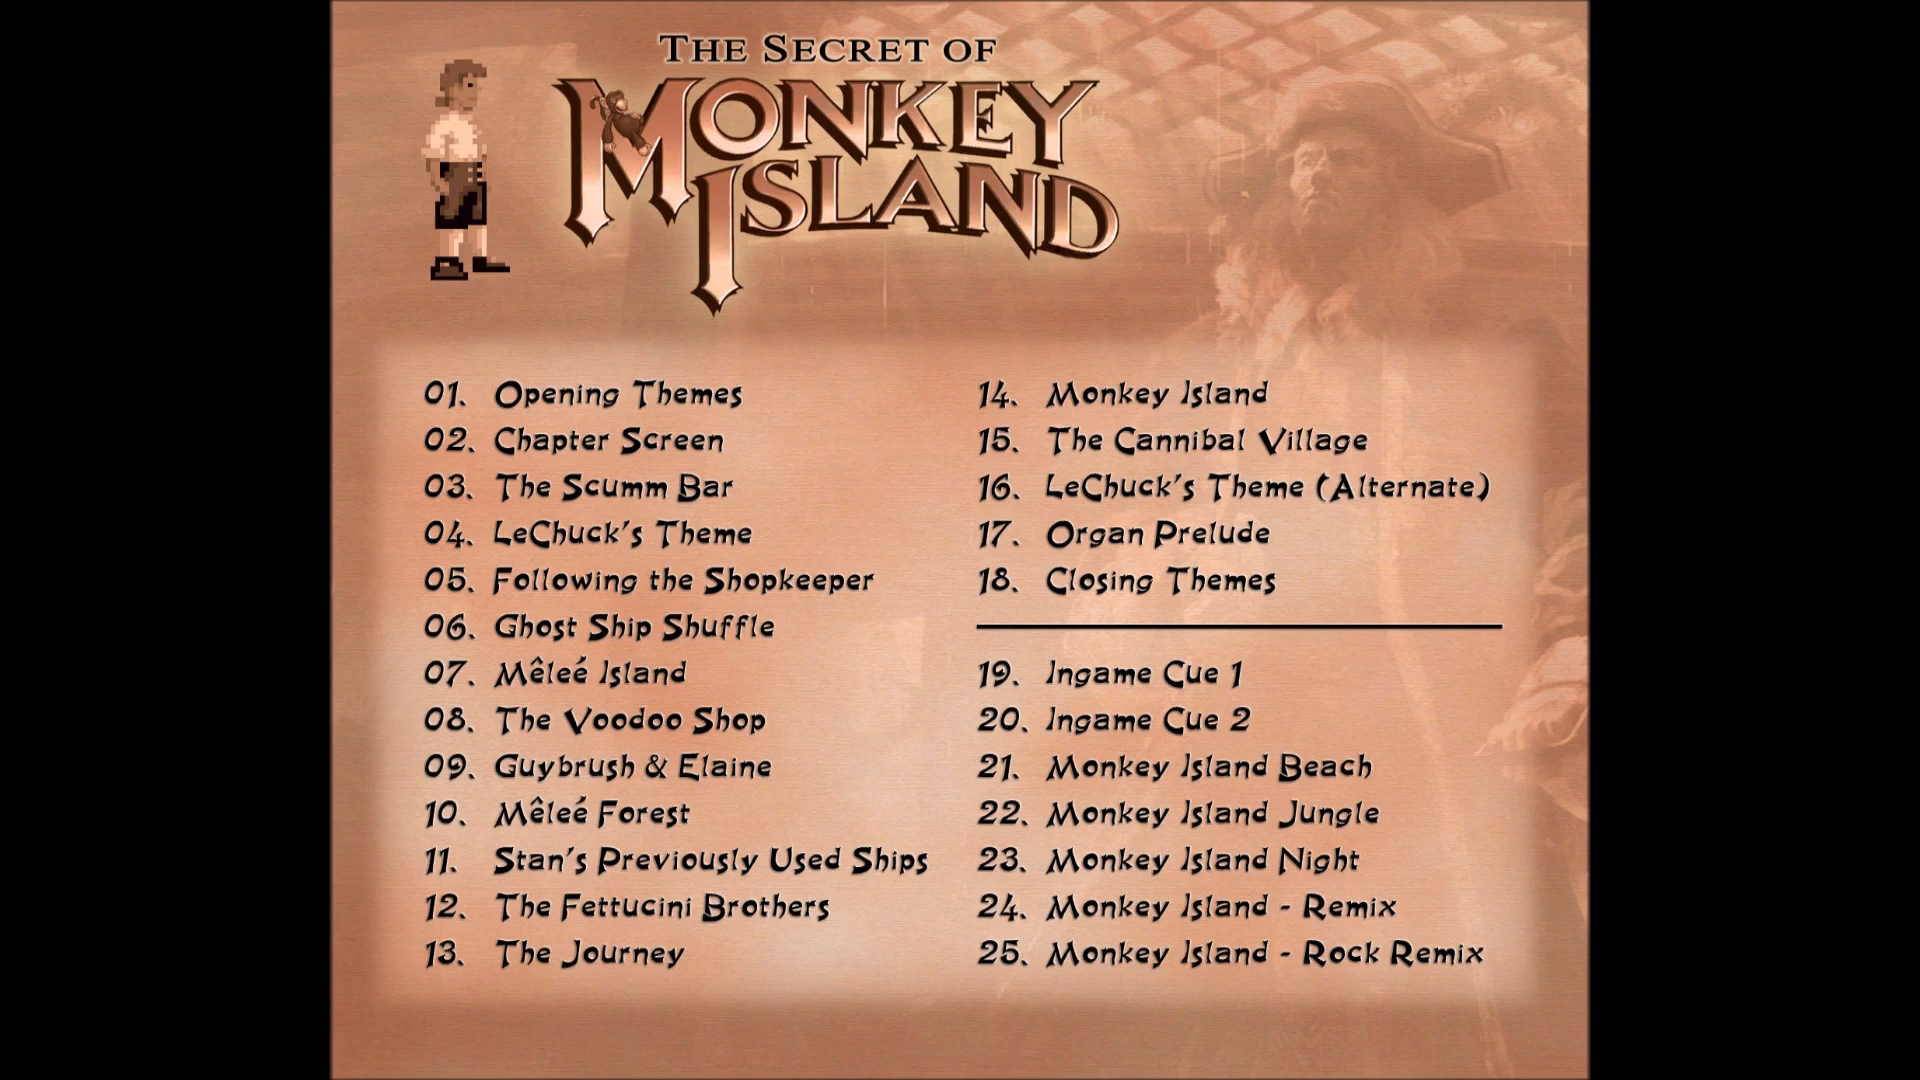 THE SECRET OF
MONKEY
ISLAND
01. Opening Themes
02. Chapter Screen
03. The Scumm Bar
04. LeChuck's Theme
05. Following the Shopkeeper
06. Ghost Ship Shuffle
07. Mêleé Island
08. The Voodoo Shop
09. Guybrush & Elaine
10. Mêleé Forest
11. Stan's Previously Used Ships
12. The Fettucini Brothers
13. The Journey
14. Monkey Island
15. The Cannibal Village
16. LeChuck's Theme (Alternate)
17. Organ Prelude
18. Closing Themes
19. Ingame Cue 1
20. Ingame Cue 2
21. Monkey Island Beach
22. Monkey Island Jungle
23. Monkey Island Night
24. Monkey Island - Remix
25. Monkey Island - Rock Remix